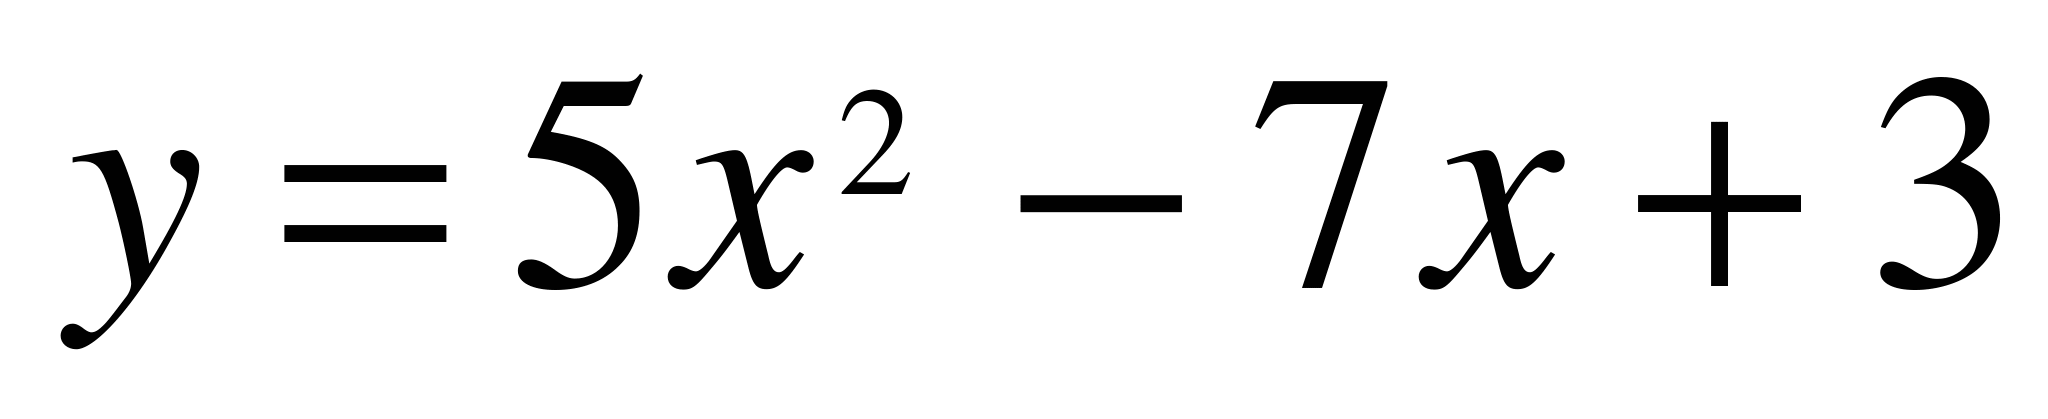 y = 5x² − 7x + 3